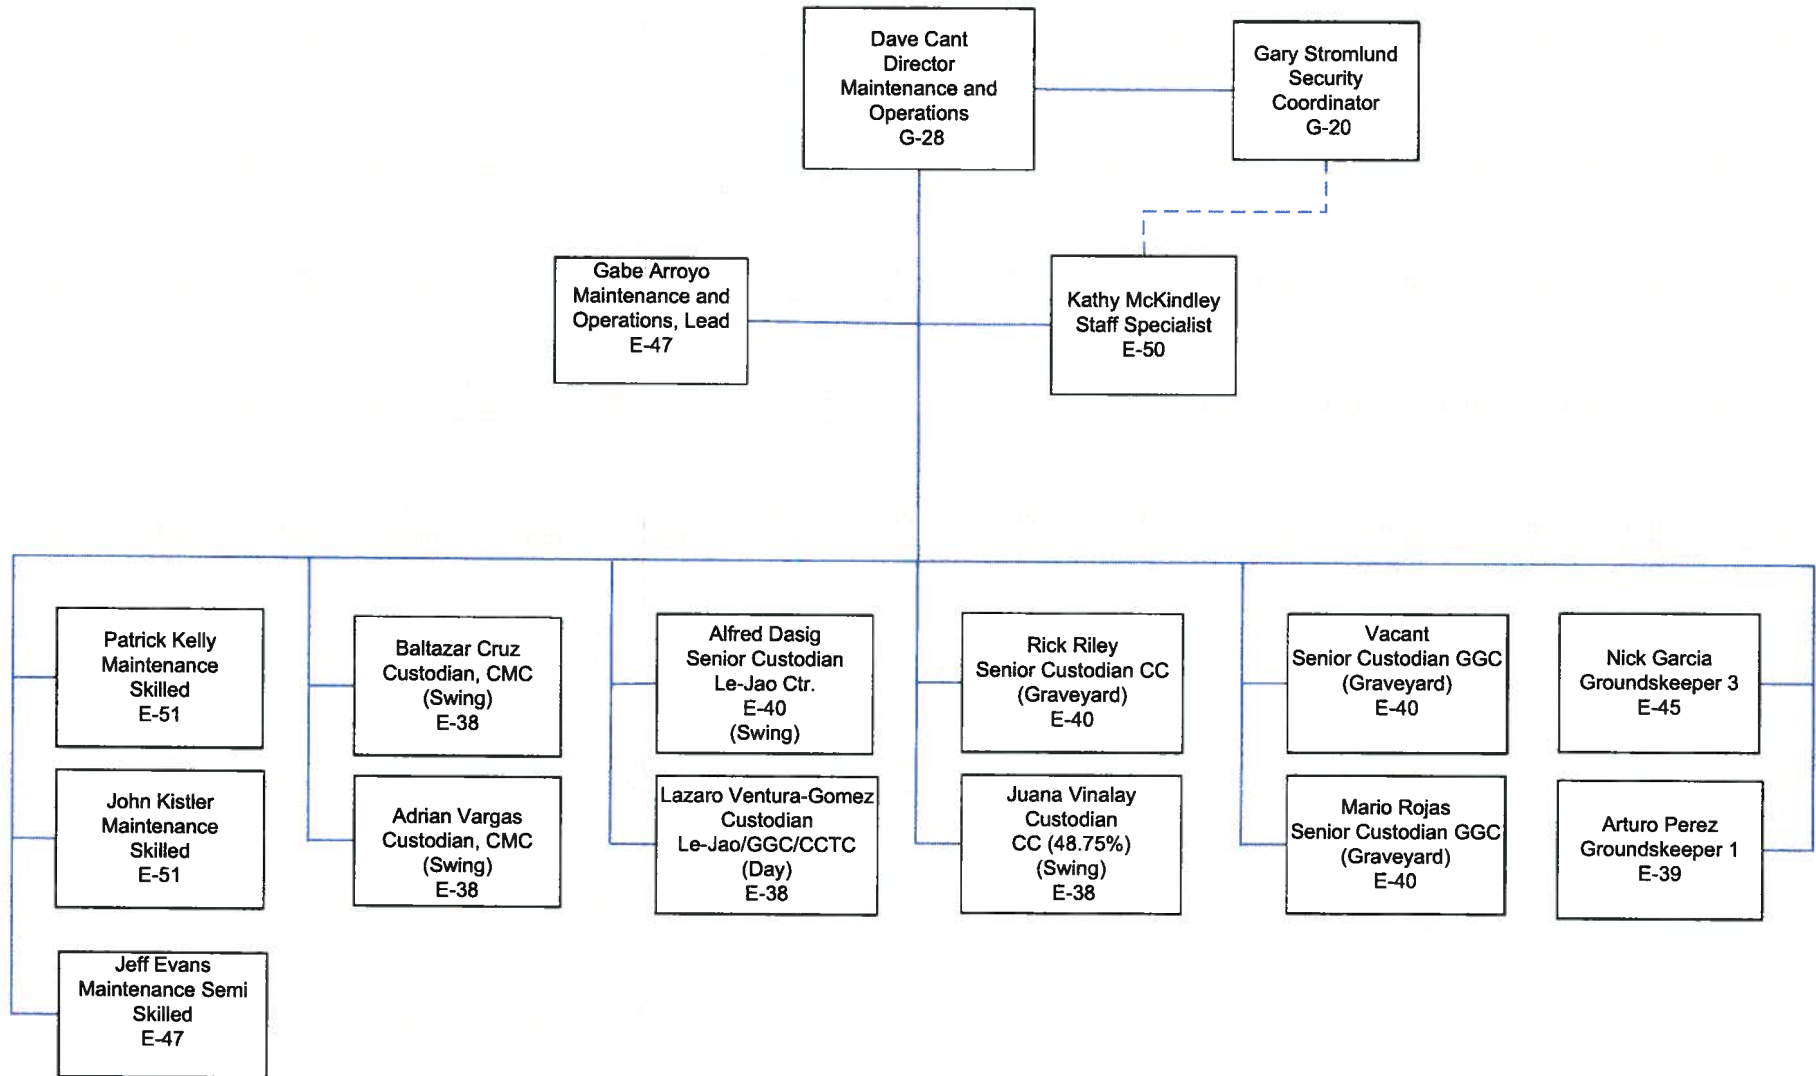 Dave Cant
Director
Maintenance and
Operations
G-28
Gary Stromlund
Security
Coordinator
G-20
Gabe Arroyo
Maintenance and
Operations, Lead
E-47
Kathy McKindley
Staff Specialist
E-50
Patrick Kelly
Maintenance
Skilled
E-51
Baltazar Cruz
Custodian, CMC
(Swing)
E-38
Alfred Dasig
Senior Custodian
Le-Jao Ctr.
E-40
(Swing)
Rick Riley
Senior Custodian CC
(Graveyard)
E-40
Vacant
Senior Custodian GGC
(Graveyard)
E-40
Nick Garcia
Groundskeeper 3
E-45
John Kistler
Maintenance
Skilled
E-51
Adrian Vargas
Custodian, CMC
(Swing)
E-38
Lazaro Ventura-Gomez
Custodian
Le-Jao/GGC/CCTC
(Day)
E-38
Juana Vinalay
Custodian
CC (48.75%)
(Swing)
E-38
Mario Rojas
Senior Custodian GGC
(Graveyard)
E-40
Arturo Perez
Groundskeeper 1
E-39
Jeff Evans
Maintenance Semi
Skilled
E-47